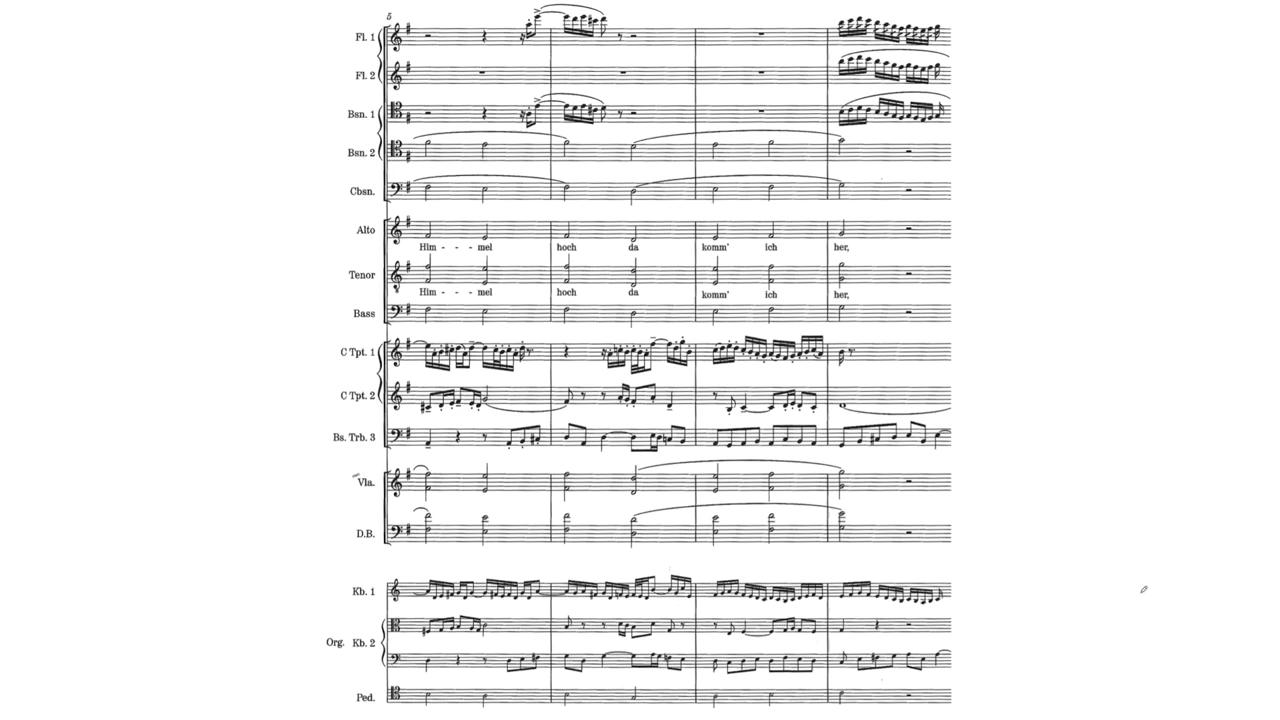 5
Fl. 1
Fl. 2
Bsn. 1
Bsn. 2
Cbsn.
Alto
Him - - - mel hoch da komm' ich her,
Tenor
Him - - - mel hoch da komm' ich her,
Bass
C Tpt. 1
C Tpt. 2
Bs. Trb. 3
Vla.
D.B.
Kb. 1
Org. Kb. 2
Ped.